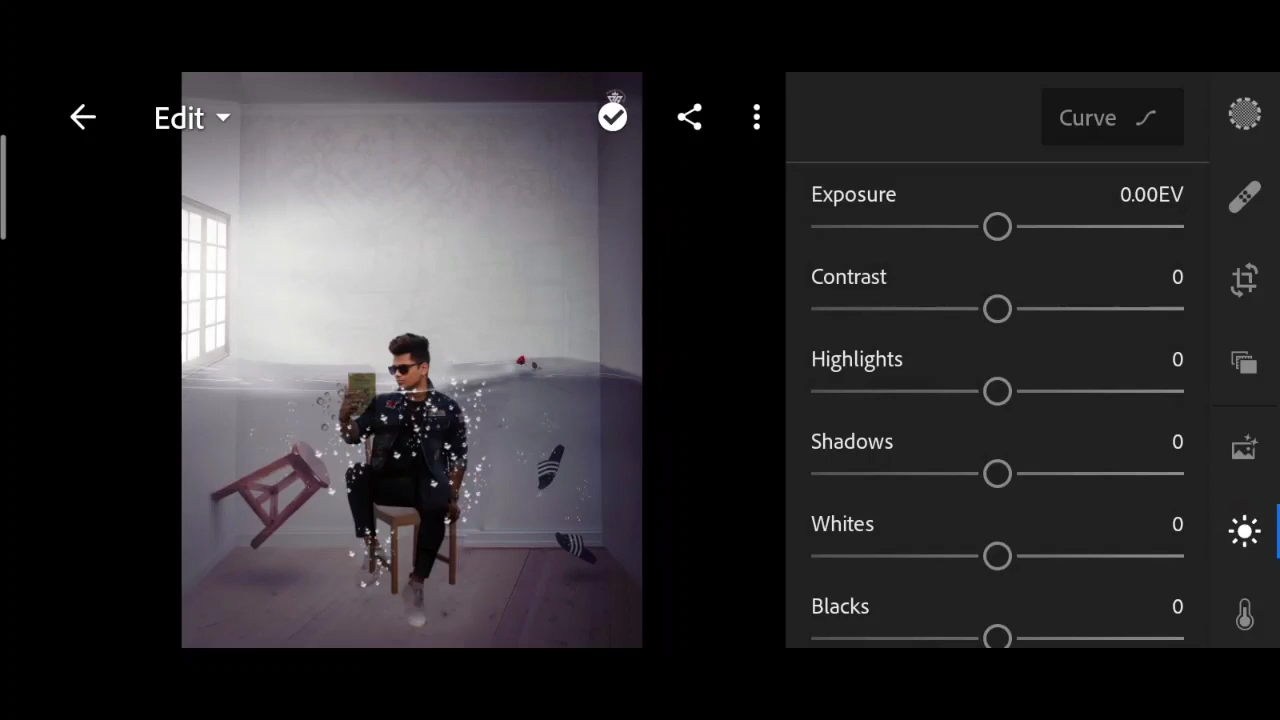 Edit
Curve
Exposure 0.00EV
Contrast 0
Highlights 0
Shadows 0
Whites 0
Blacks 0